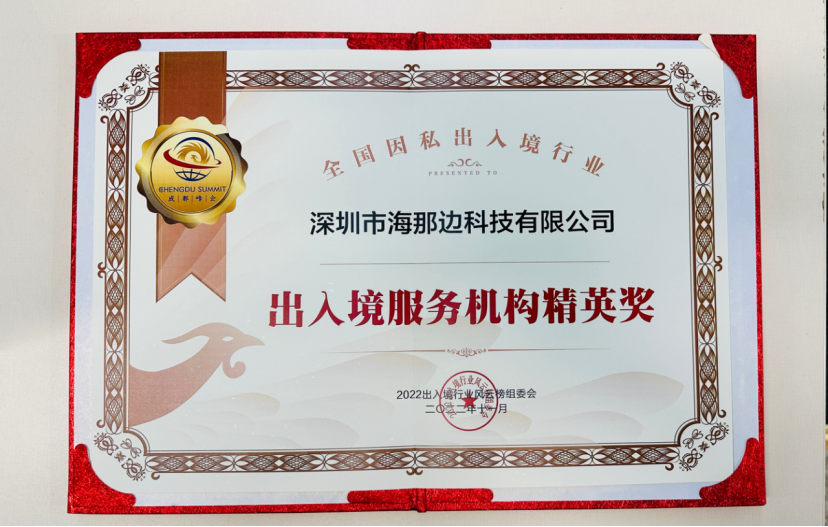 全国因私出入境行业
PRESENTED TO
CHENGDU SUMMIT
成都峰会
深圳市海那边科技有限公司
出入境服务机构精英奖
2022出入境行业风云榜组委会
二〇二二年十一月